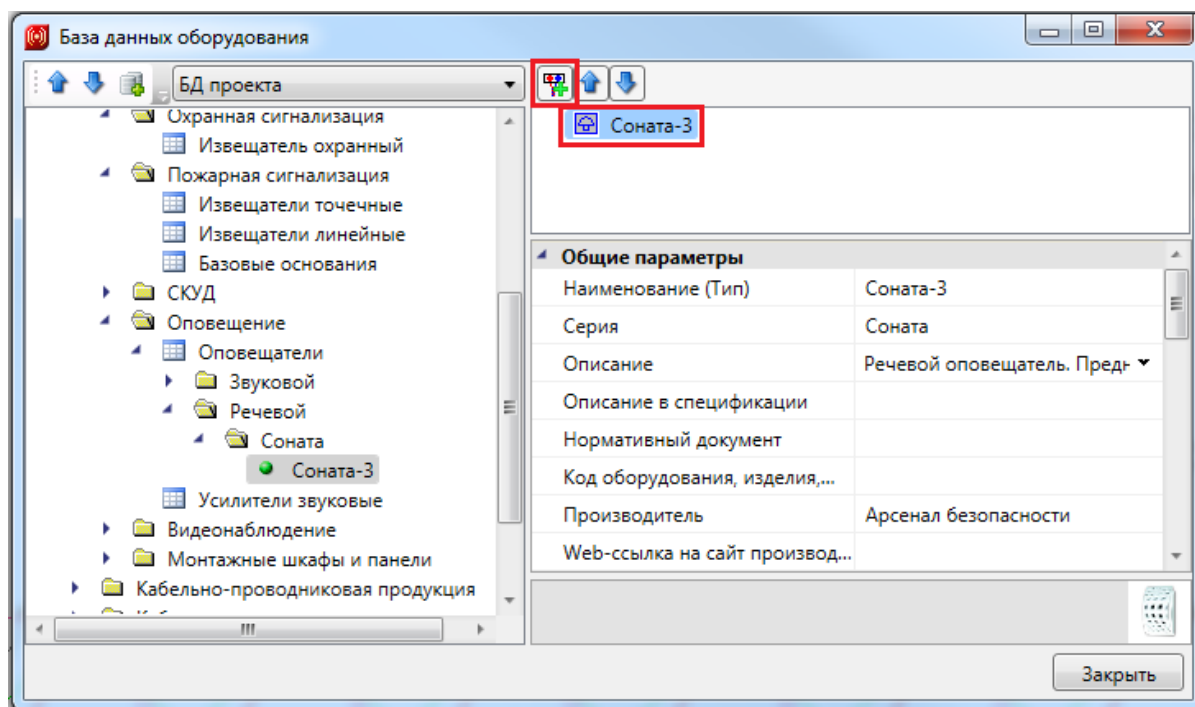 База данных оборудования
БД проекта
Охранная сигнализация
Извещатель охранный
Пожарная сигнализация
Извещатели точечные
Извещатели линейные
Базовые основания
СКУД
Оповещение
Оповещатели
Звуковой
Речевой
Соната
Соната-3
Усилители звуковые
Видеонаблюдение
Монтажные шкафы и панели
Кабельно-проводниковая продукция
Соната-3
Общие параметры
Наименование (Тип) Соната-3
Серия Соната
Описание Речевой оповещатель. Предн
Описание в спецификации
Нормативный документ
Код оборудования, изделия,...
Производитель Арсенал безопасности
Web-ссылка на сайт производ...
Закрыть